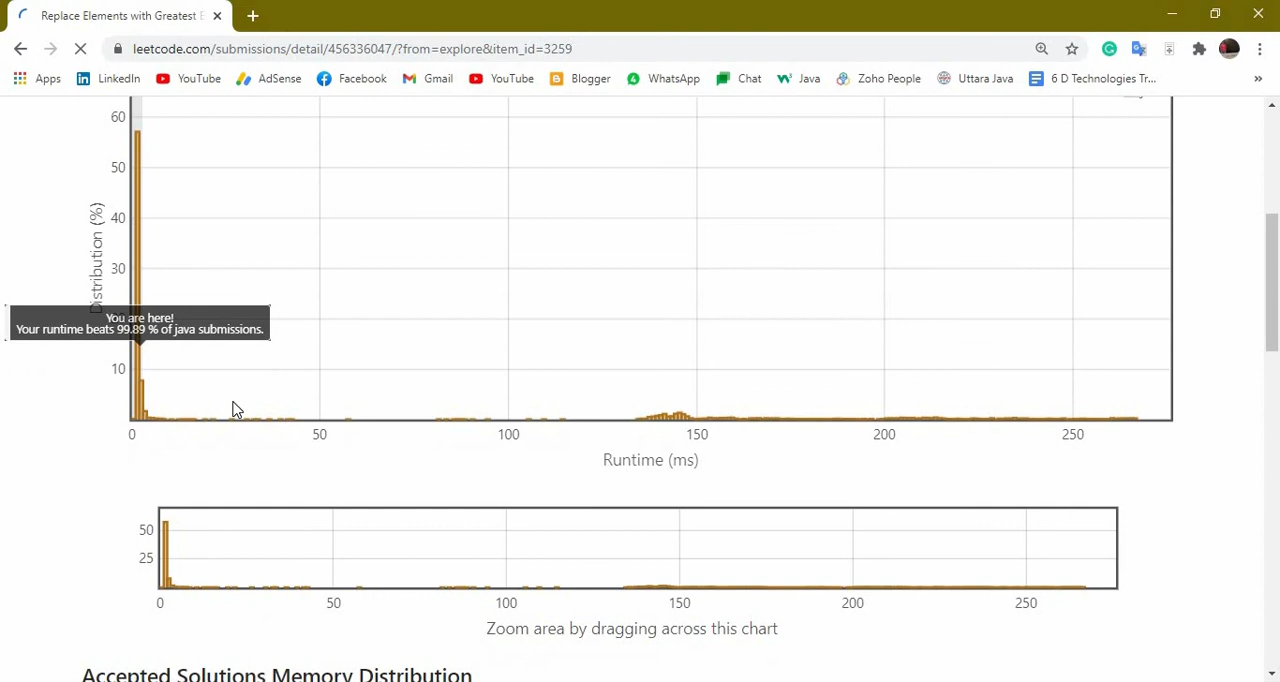 Replace Elements with Greatest E
leetcode.com/submissions/detail/456336047/?from=explore&item_id=3259
Apps LinkedIn YouTube AdSense Facebook Gmail YouTube Blogger WhatsApp Chat Java Zoho People Uttara Java 6 D Technologies Tr... »
60
50
40
30
10
Distribution (%)
You are here!
Your runtime beats 99.89 % of java submissions.
0 50 100 150 200 250
Runtime (ms)
50
25
0 50 100 150 200 250
Zoom area by dragging across this chart
Accepted Solutions Memory Distribution